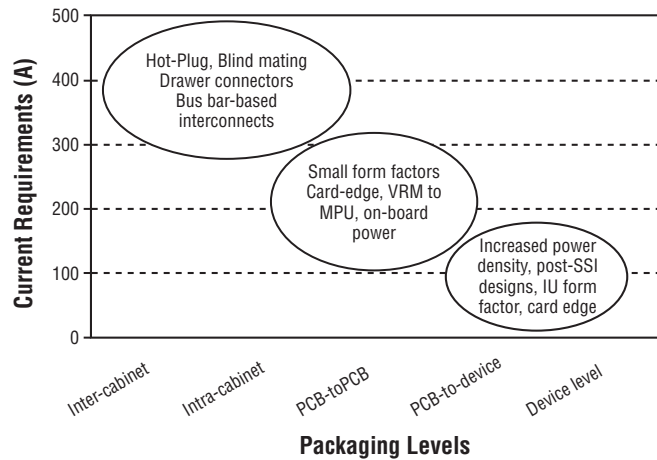 500
400
300
200
100
0
Current Requirements (A)
Hot-Plug, Blind mating
Drawer connectors
Bus bar-based
interconnects
Small form factors
Card-edge, VRM to
MPU, on-board
power
Increased power
density, post-SSI
designs, IU form
factor, card edge
Inter-cabinet
Intra-cabinet
PCB-toPCB
PCB-to-device
Device level
Packaging Levels